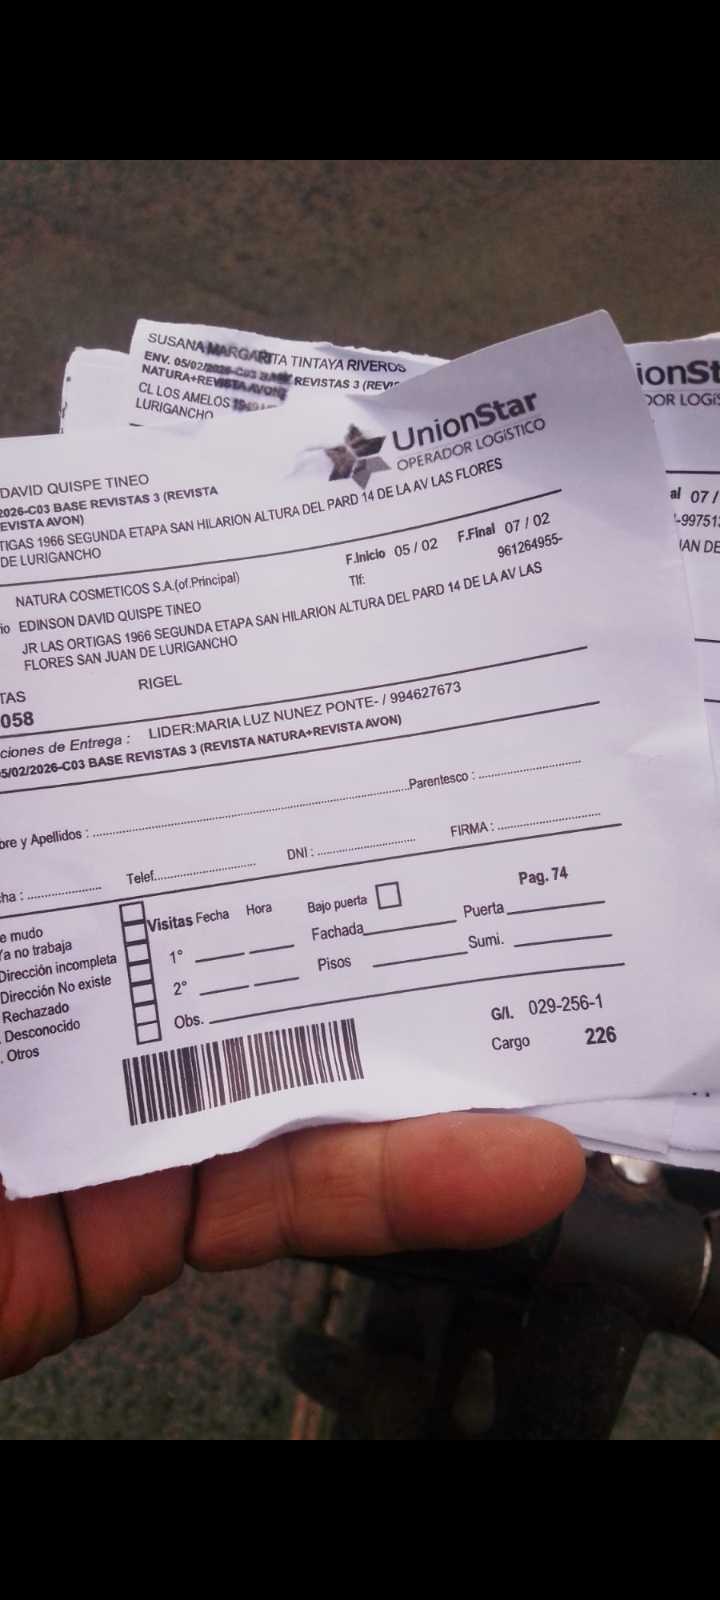 SUSANA MARGARITA TINTAYA RIVEROS
ENV. 05/02/2026-C03 BASE REVISTAS 3 (REVI
NATURA+REVISTA AVON)
CL LOS AMELOS
LURIGANCHO
ionSt
DOR LOGÍS
al 07 /
-99751
AN DE
UnionStar
OPERADOR LOGÍSTICO
DAVID QUISPE TINEO
2026-C03 BASE REVISTAS 3 (REVISTA
EVISTA AVON)
TIGAS 1966 SEGUNDA ETAPA SAN HILARION ALTURA DEL PARD 14 DE LA AV LAS FLORES
DE LURIGANCHO
F.Inicio 05 / 02 F.Final 07 / 02
NATURA COSMETICOS S.A.(of.Principal) Tlf: 961264955-
io EDINSON DAVID QUISPE TINEO
JR LAS ORTIGAS 1966 SEGUNDA ETAPA SAN HILARION ALTURA DEL PARD 14 DE LA AV LAS
FLORES SAN JUAN DE LURIGANCHO
TAS RIGEL
058
ciones de Entrega : LIDER:MARIA LUZ NUNEZ PONTE- / 994627673
5/02/2026-C03 BASE REVISTAS 3 (REVISTA NATURA+REVISTA AVON)
bre y Apellidos : Parentesco :
ha : Telef. DNI : FIRMA :
Pag. 74
e mudo Visitas Fecha Hora Bajo puerta
Ya no trabaja 1° Fachada Puerta
Dirección incompleta Pisos Sumi.
Dirección No existe 2°
Rechazado Obs.
. Desconocido
. Otros
G/I. 029-256-1
Cargo 226